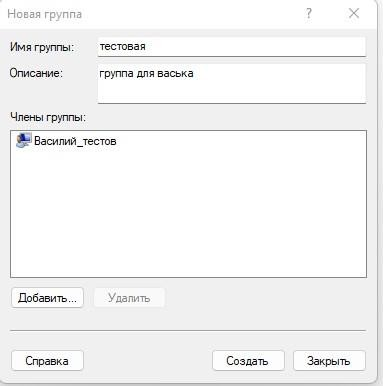 Новая группа
?
Имя группы: тестовая
Описание: группа для васька
Члены группы:
Василий_тестов
Добавить... Удалить
Справка Создать Закрыть